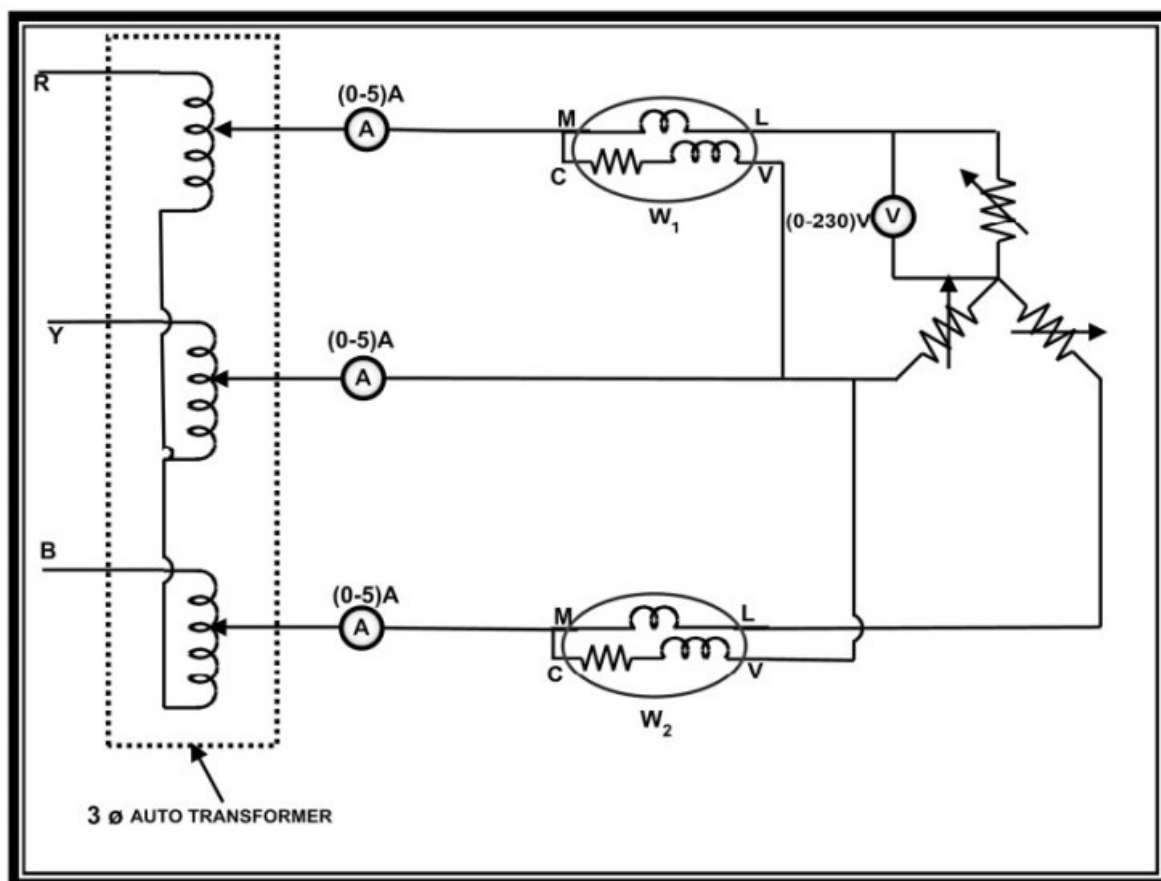 R
(0-5)A
A
M
L
C
V
W1
(0-230)V
V
Y
(0-5)A
A
B
(0-5)A
A
M
L
C
V
W2
3 ø AUTO TRANSFORMER